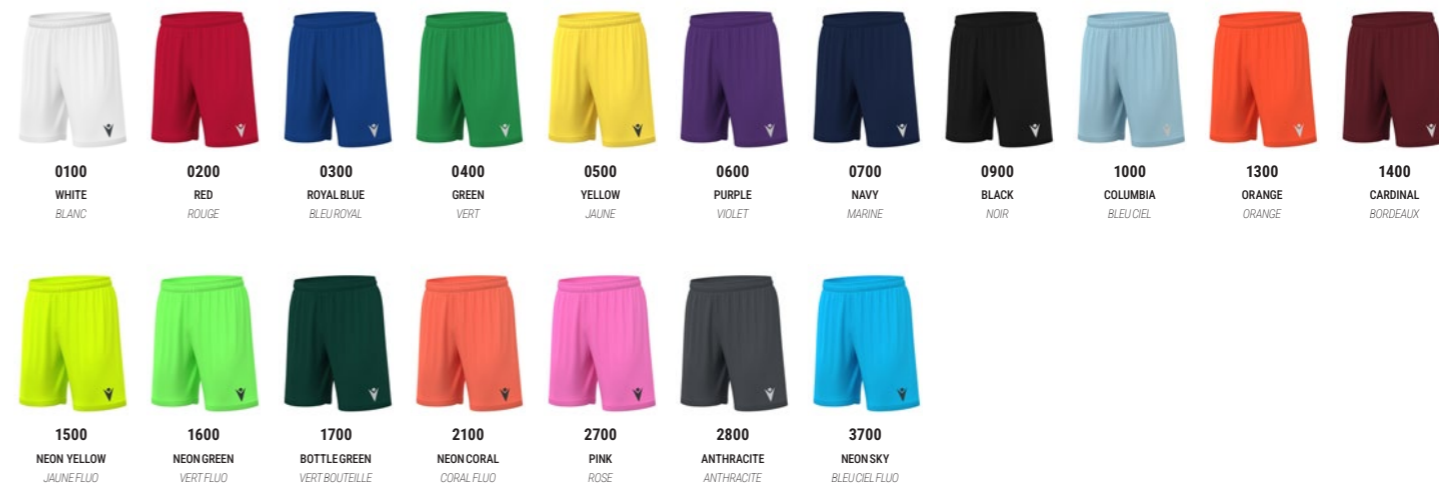 0100 0200 0300 0400 0500 0600 0700 0900 1000 1300 1400
WHITE RED ROYAL BLUE GREEN YELLOW PURPLE NAVY BLACK COLUMBIA ORANGE CARDINAL
BLANC ROUGE BLEU ROYAL VERT JAUNE VIOLET MARINE NOIR BLEU CIEL ORANGE BORDEAUX
1500 1600 1700 2100 2700 2800 3700
NEON YELLOW NEON GREEN BOTTLE GREEN NEON CORAL PINK ANTHRACITE NEON SKY
JAUNE FLUO VERT FLUO VERT BOUTEILLE CORAL FLUO ROSE ANTHRACITE BLEU CIEL FLUO